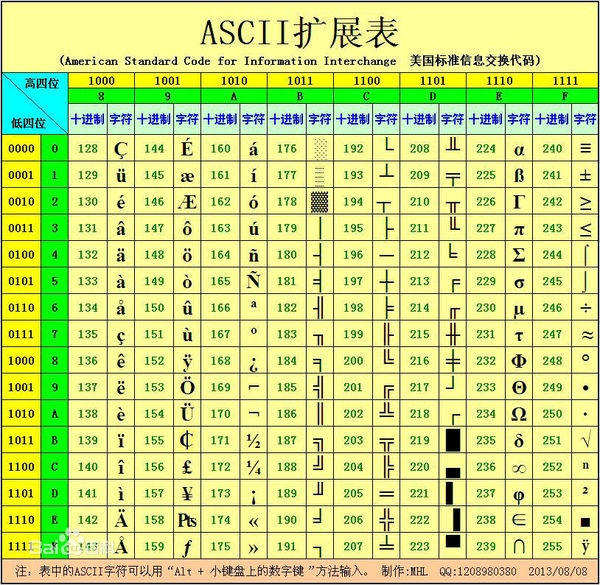 ASCII扩展表
(American Standard Code for Information Interchange 美国标准信息交换代码)
高四位 1000 1001 1010 1011 1100 1101 1110 1111
8 9 A B C D E F
低四位 十进制 字符 十进制 字符 十进制 字符 十进制 字符 十进制 字符 十进制 字符 十进制 字符 十进制 字符
0000 0 128 Ç 144 É 160 á 176 ░ 192 └ 208 ╨ 224 α 240 ≡
0001 1 129 ü 145 æ 161 í 177 ▒ 193 ┴ 209 ╤ 225 ß 241 ±
0010 2 130 é 146 Æ 162 ó 178 ▓ 194 ┬ 210 ╥ 226 Γ 242 ≥
0011 3 131 â 147 ô 163 ú 179 │ 195 ├ 211 ╙ 227 π 243 ≤
0100 4 132 ä 148 ö 164 ñ 180 ┤ 196 ─ 212 ╘ 228 Σ 244 ⌠
0101 5 133 à 149 ò 165 Ñ 181 ╡ 197 ┼ 213 ╒ 229 σ 245 ⌡
0110 6 134 å 150 û 166 ª 182 ╢ 198 ╞ 214 ╓ 230 µ 246 ÷
0111 7 135 ç 151 ù 167 º 183 ╖ 199 ╟ 215 ╫ 231 τ 247 ≈
1000 8 136 ê 152 ÿ 168 ¿ 184 ╕ 200 ╚ 216 ╪ 232 Φ 248 °
1001 9 137 ë 153 Ö 169 ⌐ 185 ╣ 201 ╔ 217 ┘ 233 Θ 249 •
1010 A 138 è 154 Ü 170 ¬ 186 ║ 202 ╩ 218 ┌ 234 Ω 250 ·
1011 B 139 ï 155 ₵ 171 ½ 187 ╗ 203 ╦ 219 █ 235 δ 251 √
1100 C 140 î 156 £ 172 ¼ 188 ╝ 204 ╠ 220 ▄ 236 ∞ 252 ⁿ
1101 D 141 ì 157 ¥ 173 ¡ 189 ╜ 205 ═ 221 ▌ 237 φ 253 ²
1110 E 142 Ä 158 ₧ 174 « 190 ╛ 206 ╬ 222 ▐ 238 ∈ 254 ■
1111 F 143 Å 159 ƒ 175 » 191 ┐ 207 ╧ 223 ▀ 239 ∩ 255 ÿ
注: 表中的ASCII字符可以用“Alt + 小键盘上的数字键”方法输入。 制作:MHL QQ:1208980380 2013/08/08